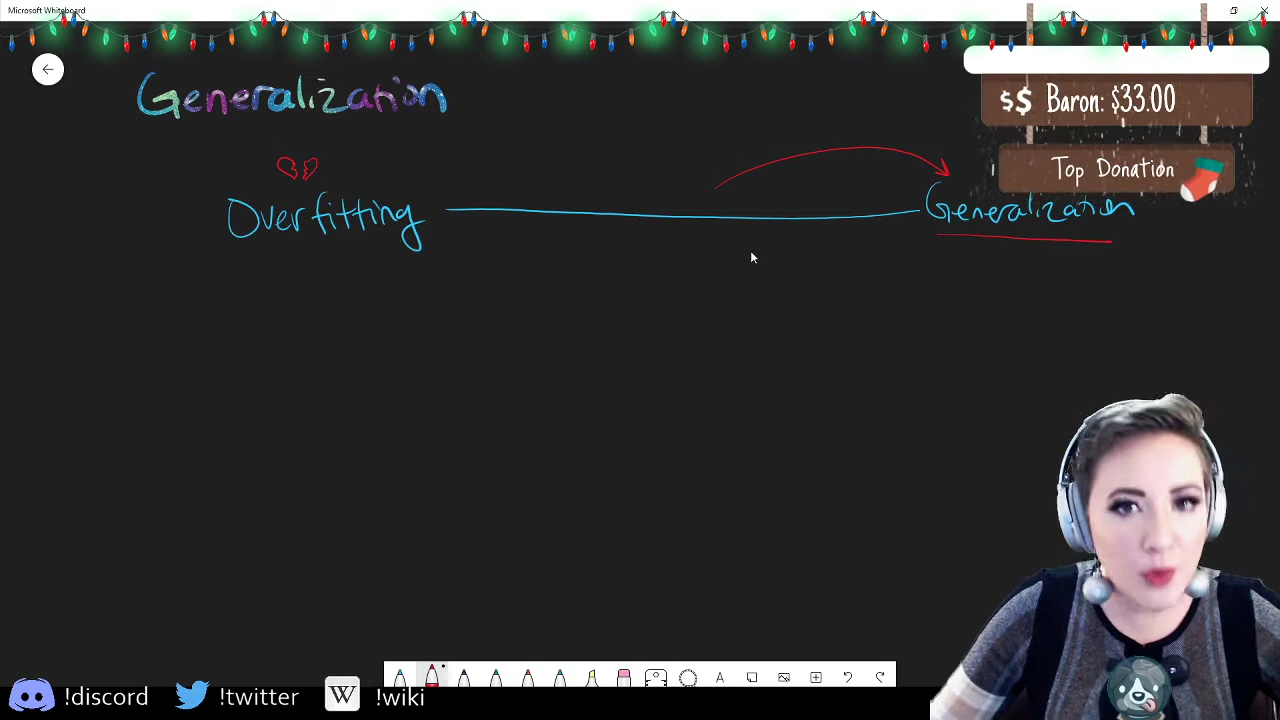 Microsoft Whiteboard
Generalization
$$ Baron: $33.00
Top Donation
Overfitting
Generalization
A
!discord
!twitter
W !wiki